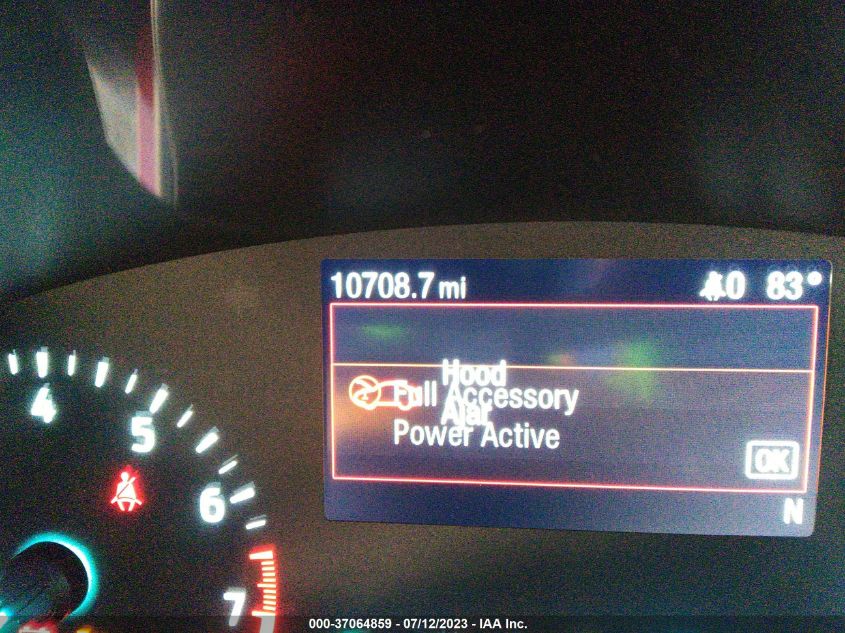 10708.7 mi
83°
Hood
Full Accessory
Ajar
Power Active
OK
N
4
5
6
7
000-37064859 - 07/12/2023 - IAA Inc.